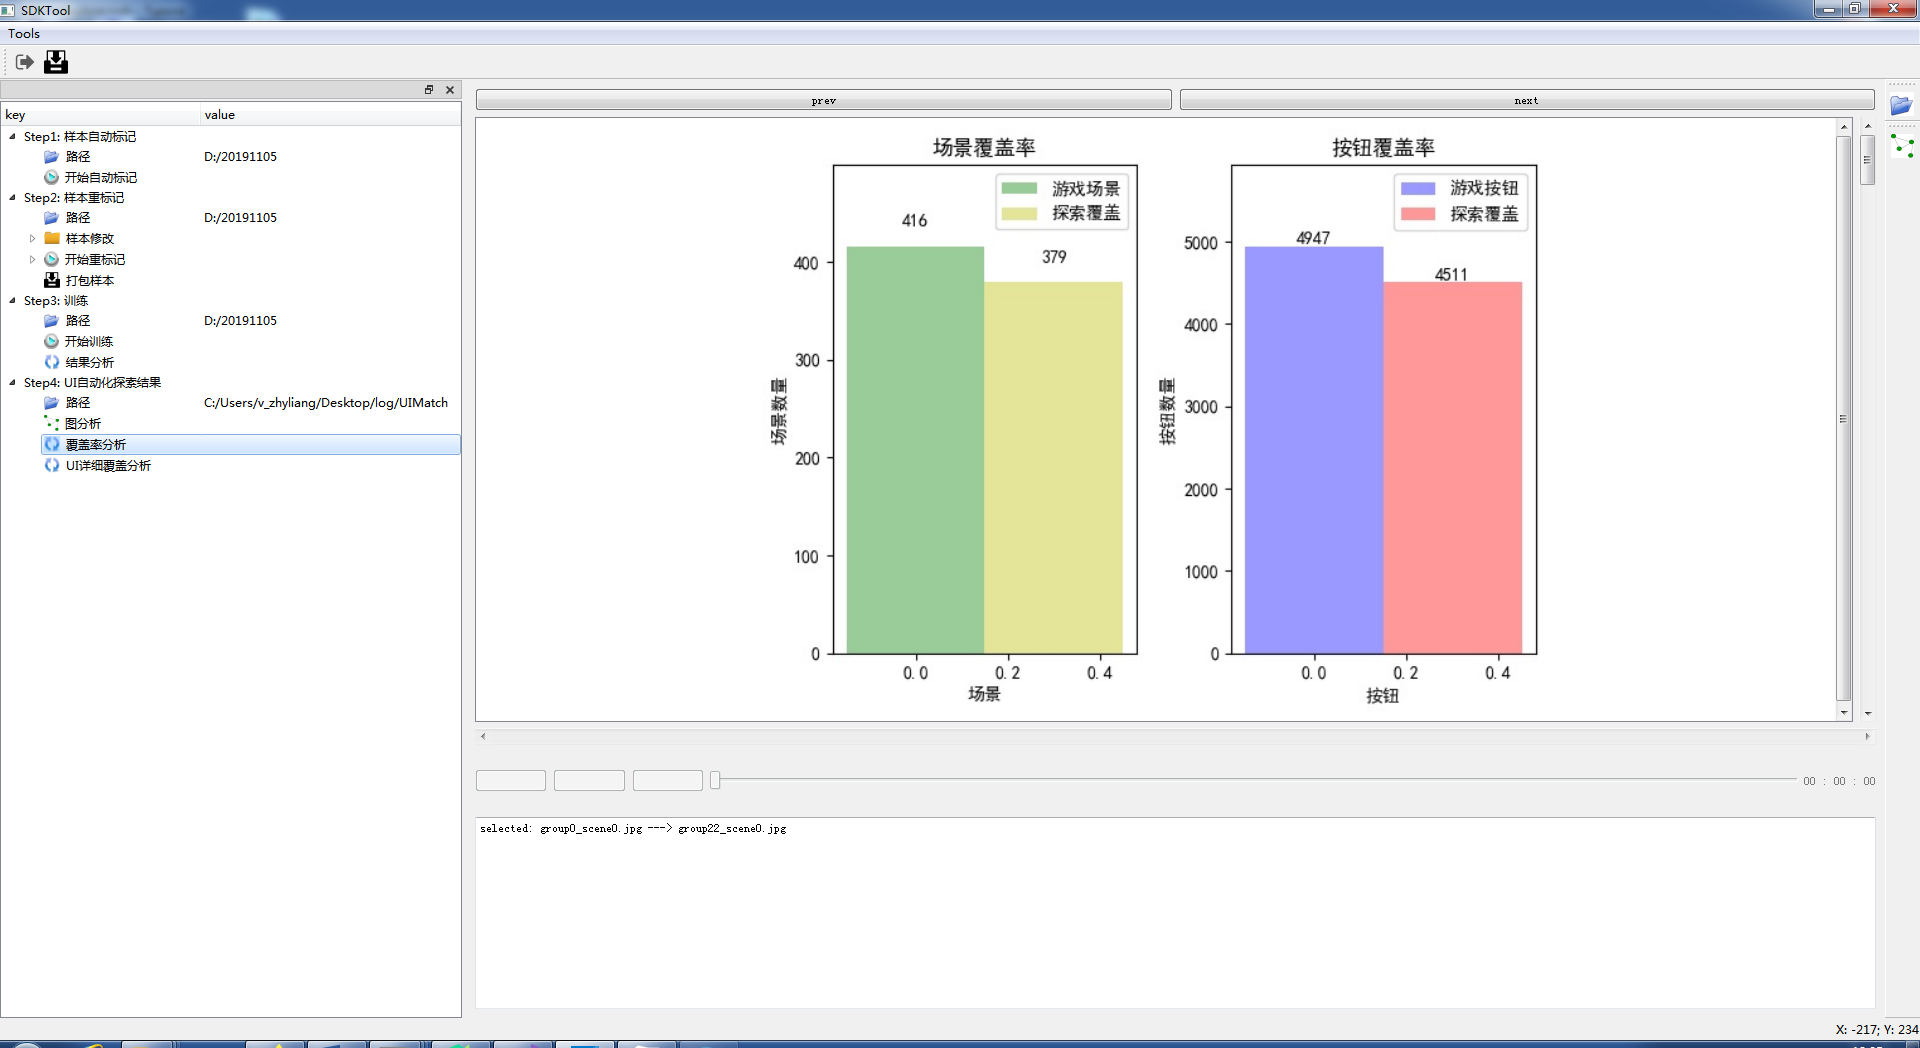 SDKTool
Tools
key value
Step1: 样本自动标记
路径 D:/20191105
开始自动标记
Step2: 样本重标记
路径 D:/20191105
样本修改
开始重标记
打包样本
Step3: 训练
路径 D:/20191105
开始训练
结果分析
Step4: UI自动化探索结果
路径 C:/Users/v_zhyliang/Desktop/log/UIMatch
图分析
覆盖率分析
UI详细覆盖分析
prev
next
场景覆盖率
游戏场景
探索覆盖
416
379
400
300
200
100
0
场景数量
0.0 0.2 0.4
场景
按钮覆盖率
游戏按钮
探索覆盖
4947
4511
5000
4000
3000
2000
1000
0
按钮数量
0.0 0.2 0.4
按钮
00 : 00 : 00
selected: group0_scene0.jpg ---> group22_scene0.jpg
X: -217; Y: 234